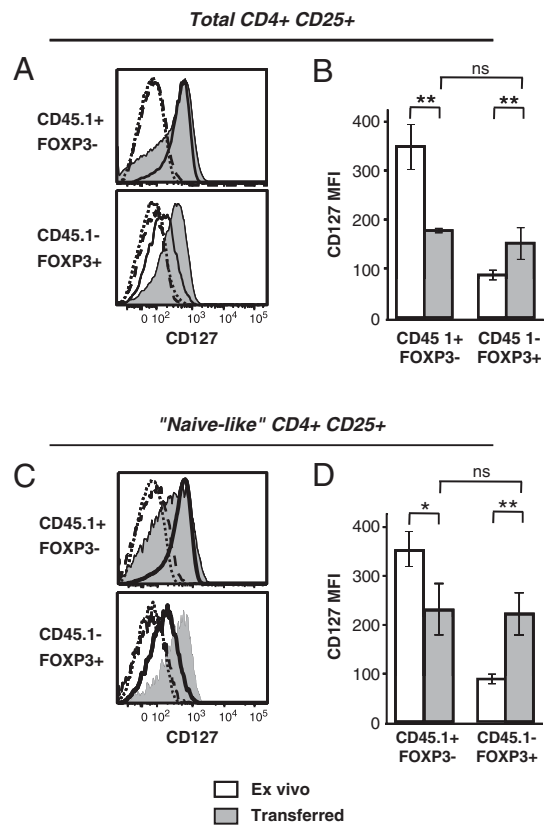 Total CD4+ CD25+
A
CD45.1+
FOXP3-
CD45.1-
FOXP3+
0 10² 10³ 10⁴ 10⁵
CD127
B
ns
** **
CD127 MFI
400
300
200
100
0
CD45 1+
FOXP3-
CD45 1-
FOXP3+
"Naive-like" CD4+ CD25+
C
CD45.1+
FOXP3-
CD45.1-
FOXP3+
0 10² 10³ 10⁴ 10⁵
CD127
D
ns
* **
CD127 MFI
400
300
200
100
0
CD45.1+
FOXP3-
CD45.1-
FOXP3+
Ex vivo
Transferred